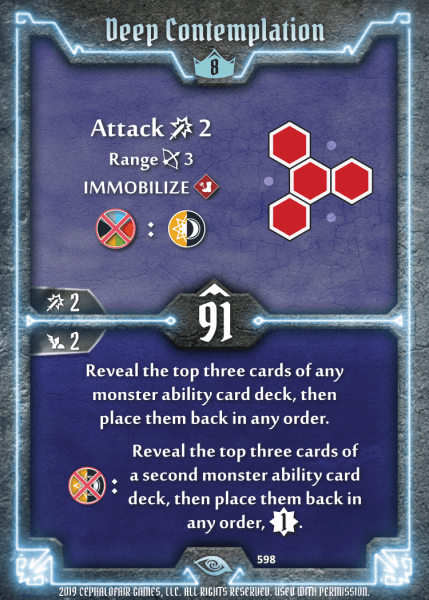 Deep Contemplation
8
Attack 2
Range 3
IMMOBILIZE
:
2
91
2
Reveal the top three cards of any
monster ability card deck, then
place them back in any order.
Reveal the top three cards of
: a second monster ability card
deck, then place them back in
any order, 1.
598
2019 CEPHALOFAIR GAMES, LLC. ALL RIGHTS RESERVED. USED WITH PERMISSION.